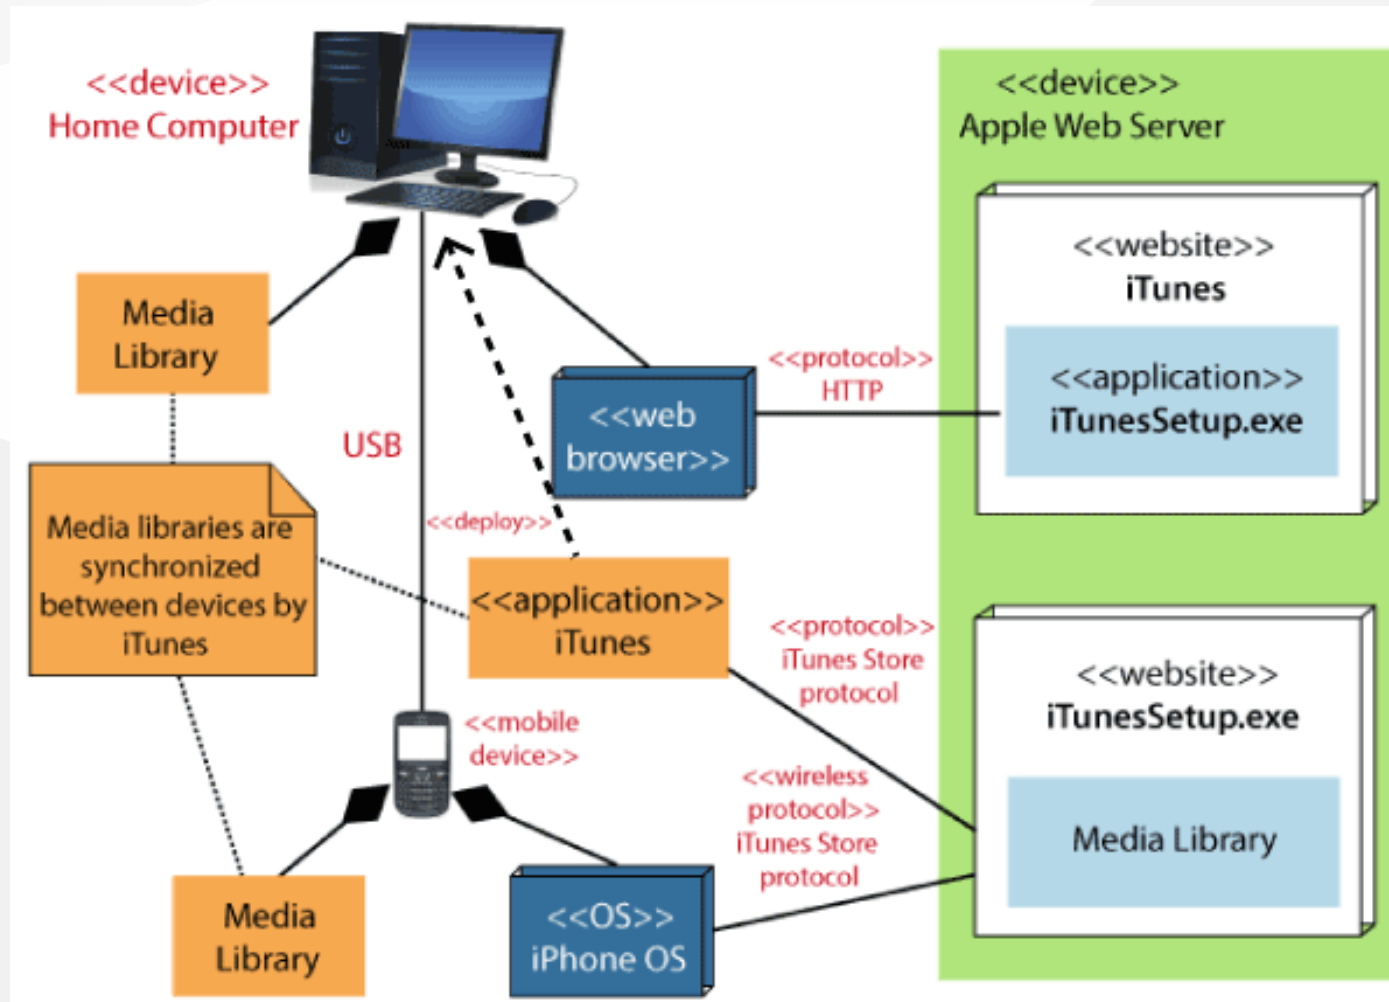 <<device>>
Home Computer
<<device>>
Apple Web Server
<<website>>
iTunes
<<application>>
iTunesSetup.exe
Media
Library
<<protocol>>
HTTP
<<web
browser>>
USB
<<deploy>>
Media libraries are
synchronized
between devices by
iTunes
<<application>>
iTunes
<<protocol>>
iTunes Store
protocol
<<website>>
iTunesSetup.exe
Media Library
<<mobile
device>>
<<wireless
protocol>>
iTunes Store
protocol
Media
Library
<<OS>>
iPhone OS